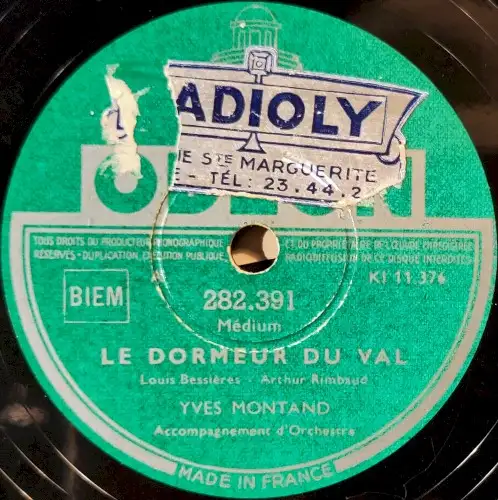 ADIOLY
STE MARGUERITE
- TÉL: 23.44.2
TOUS DROITS DU PRODUCTEUR PHONOGRAPHIQUE
ET DU PROPRIÉTAIRE DE L'ŒUVRE ENREGISTRÉE
RÉSERVÉS - DUPLICATION, EXÉCUTION PUBLIQUE,
RADIODIFFUSION DE CE DISQUE INTERDITES
KI 11.376
BIEM
282.391
Médium
LE DORMEUR DU VAL
Louis Bessières - Arthur Rimbaud
YVES MONTAND
Accompagnement d'Orchestre
MADE IN FRANCE